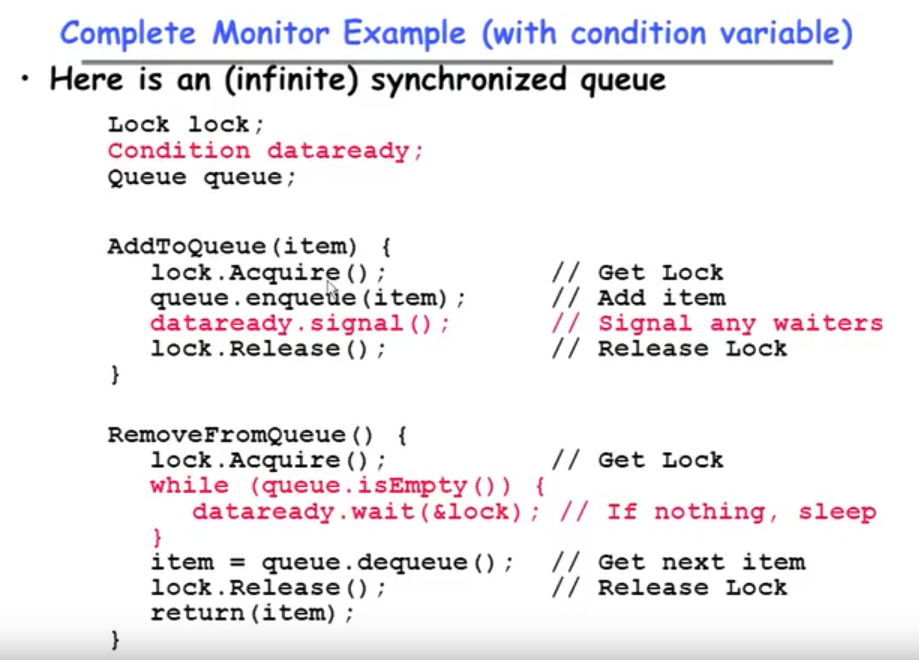 Complete Monitor Example (with condition variable)
• Here is an (infinite) synchronized queue
Lock lock;
Condition dataready;
Queue queue;
AddToQueue(item) {
lock.Acquire(); // Get Lock
queue.enqueue(item); // Add item
dataready.signal(); // Signal any waiters
lock.Release(); // Release Lock
}
RemoveFromQueue() {
lock.Acquire(); // Get Lock
while (queue.isEmpty()) {
dataready.wait(&lock); // If nothing, sleep
}
item = queue.dequeue(); // Get next item
lock.Release(); // Release Lock
return(item);
}